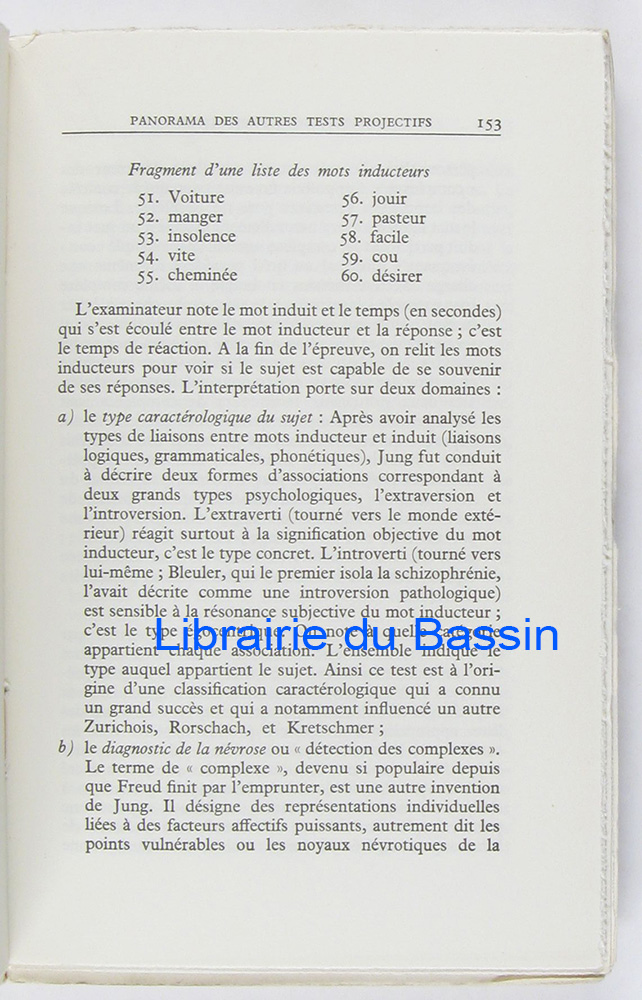 PANORAMA DES AUTRES TESTS PROJECTIFS 153
Fragment d'une liste des mots inducteurs
51. Voiture 56. jouir
52. manger 57. pasteur
53. insolence 58. facile
54. vite 59. cou
55. cheminée 60. désirer
L'examinateur note le mot induit et le temps (en secondes)
qui s'est écoulé entre le mot inducteur et la réponse ; c'est
le temps de réaction. A la fin de l'épreuve, on relit les mots
inducteurs pour voir si le sujet est capable de se souvenir
de ses réponses. L'interprétation porte sur deux domaines :
a) le type caractérologique du sujet : Après avoir analysé les
types de liaisons entre mots inducteur et induit (liaisons
logiques, grammaticales, phonétiques), Jung fut conduit
à décrire deux formes d'associations correspondant à
deux grands types psychologiques, l'extraversion et
l'introversion. L'extraverti (tourné vers le monde exté-
rieur) réagit surtout à la signification objective du mot
inducteur, c'est le type concret. L'introverti (tourné vers
lui-même ; Bleuler, qui le premier isola la schizophrénie,
l'avait décrite comme une introversion pathologique)
est sensible à la résonance subjective du mot inducteur ;
c'est le type égocentrique. On note à quelle catégorie
Librairie du Bassin
appartient chaque association. L'ensemble indique le
type auquel appartient le sujet. Ainsi ce test est à l'ori-
gine d'une classification caractérologique qui a connu
un grand succès et qui a notamment influencé un autre
Zurichois, Rorschach, et Kretschmer ;
b) le diagnostic de la névrose ou « détection des complexes ».
Le terme de « complexe », devenu si populaire depuis
que Freud finit par l'emprunter, est une autre invention
de Jung. Il désigne des représentations individuelles
liées à des facteurs affectifs puissants, autrement dit les
points vulnérables ou les noyaux névrotiques de la